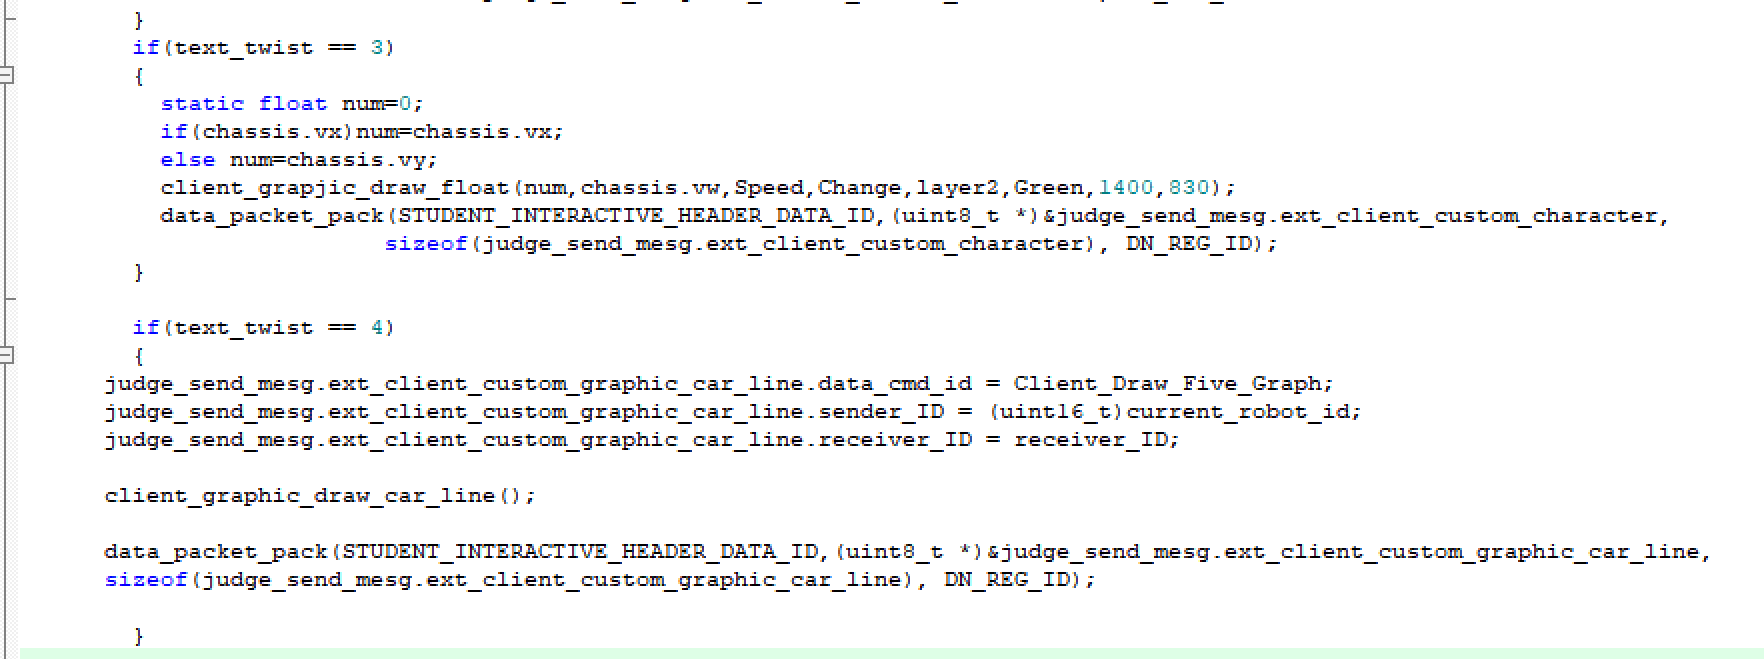 }
if(text_twist == 3)
{
static float num=0;
if(chassis.vx)num=chassis.vx;
else num=chassis.vy;
client_grapjic_draw_float(num,chassis.vw,Speed,Change,layer2,Green,1400,830);
data_packet_pack(STUDENT_INTERACTIVE_HEADER_DATA_ID,(uint8_t *)&judge_send_mesg.ext_client_custom_character,
sizeof(judge_send_mesg.ext_client_custom_character), DN_REG_ID);
}
if(text_twist == 4)
{
judge_send_mesg.ext_client_custom_graphic_car_line.data_cmd_id = Client_Draw_Five_Graph;
judge_send_mesg.ext_client_custom_graphic_car_line.sender_ID = (uint16_t)current_robot_id;
judge_send_mesg.ext_client_custom_graphic_car_line.receiver_ID = receiver_ID;
client_graphic_draw_car_line();
data_packet_pack(STUDENT_INTERACTIVE_HEADER_DATA_ID,(uint8_t *)&judge_send_mesg.ext_client_custom_graphic_car_line,
sizeof(judge_send_mesg.ext_client_custom_graphic_car_line), DN_REG_ID);
}